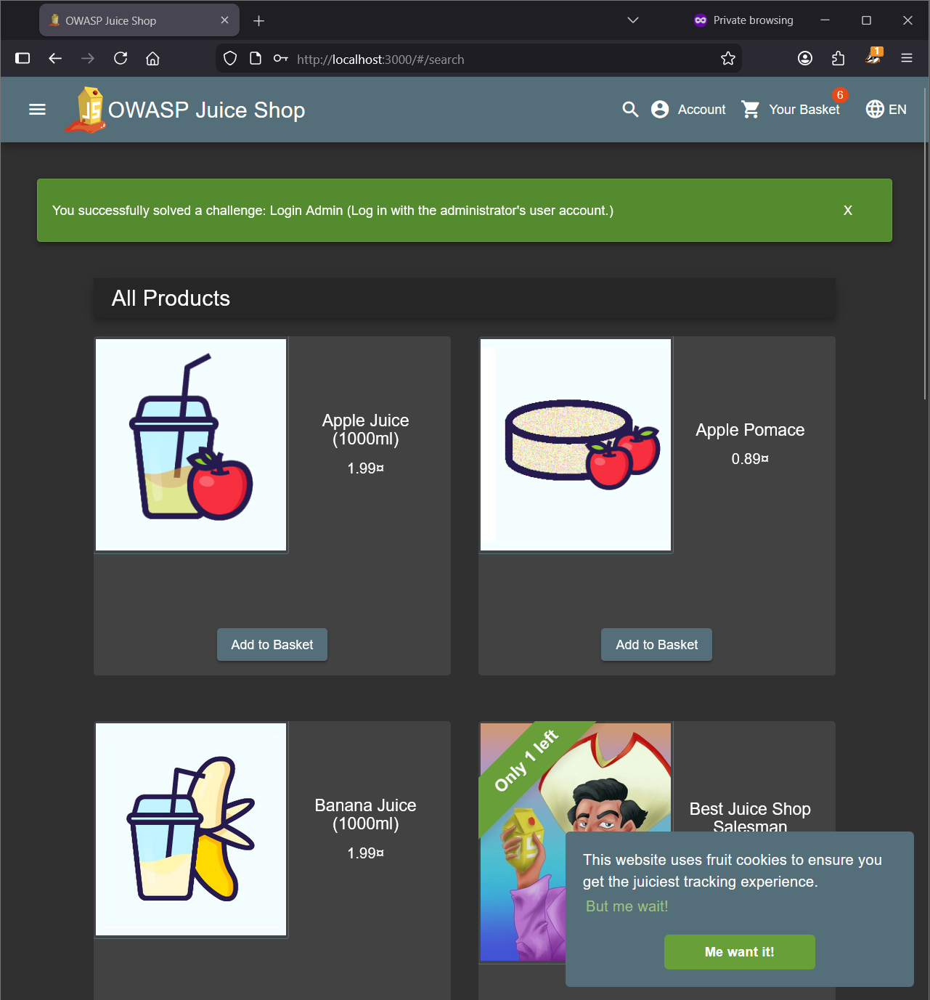 OWASP Juice Shop
Private browsing
http://localhost:3000/#/search
1
OWASP Juice Shop
Account
Your Basket
6
EN
You successfully solved a challenge: Login Admin (Log in with the administrator's user account.)
X
All Products
Apple Juice
(1000ml)
1.99¤
Add to Basket
Apple Pomace
0.89¤
Add to Basket
Banana Juice
(1000ml)
1.99¤
Only 1 left
Best Juice Shop
Salesman
This website uses fruit cookies to ensure you
get the juiciest tracking experience.
But me wait!
Me want it!